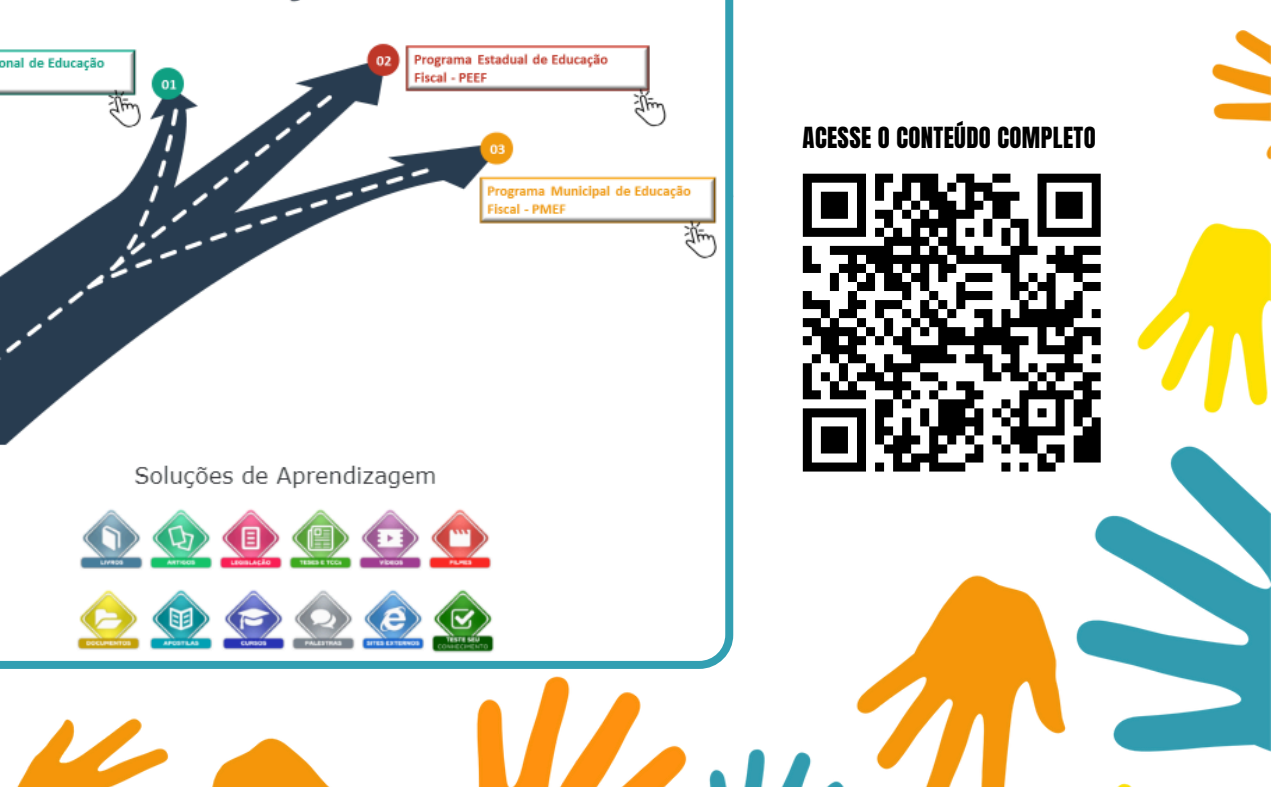 onal de Educação
01
02
Programa Estadual de Educação
Fiscal - PEEF
03
Programa Municipal de Educação
Fiscal - PMEF
ACESSE O CONTEÚDO COMPLETO
Soluções de Aprendizagem
LIVROS
ARTIGOS
LEGISLAÇÃO
TESES E TCCs
VÍDEOS
FILMES
DOCUMENTOS
APOSTILAS
CURSOS
PALESTRAS
SITES EXTERNOS
TESTE SEU
CONHECIMENTO